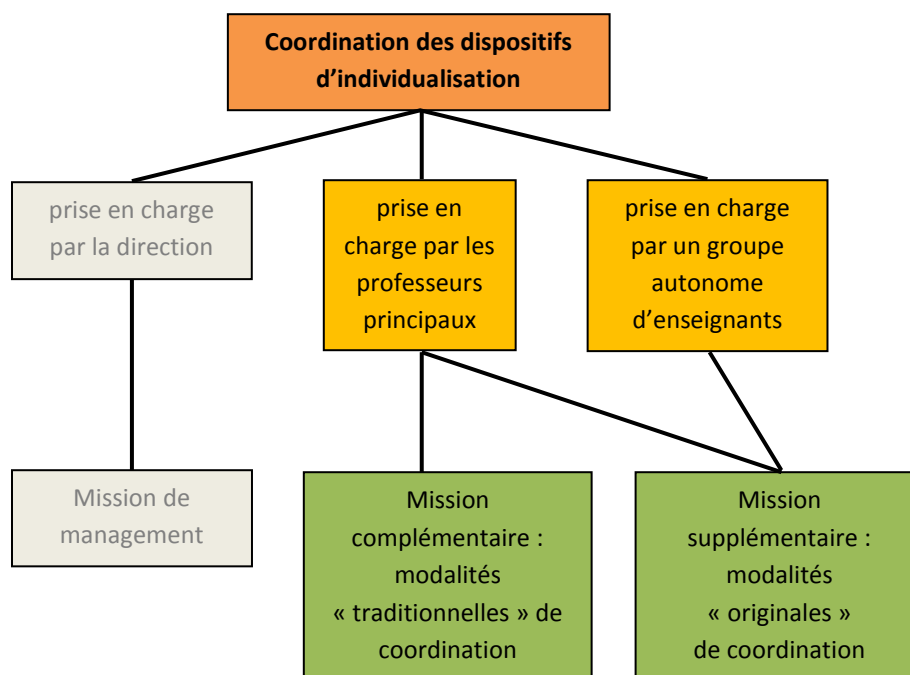 Coordination des dispositifs
d’individualisation
prise en charge
par la direction
prise en
charge par les
professeurs
principaux
prise en charge
par un groupe
autonome
d’enseignants
Mission de
management
Mission
complémentaire :
modalités
« traditionnelles » de
coordination
Mission
supplémentaire :
modalités
« originales »
de coordination